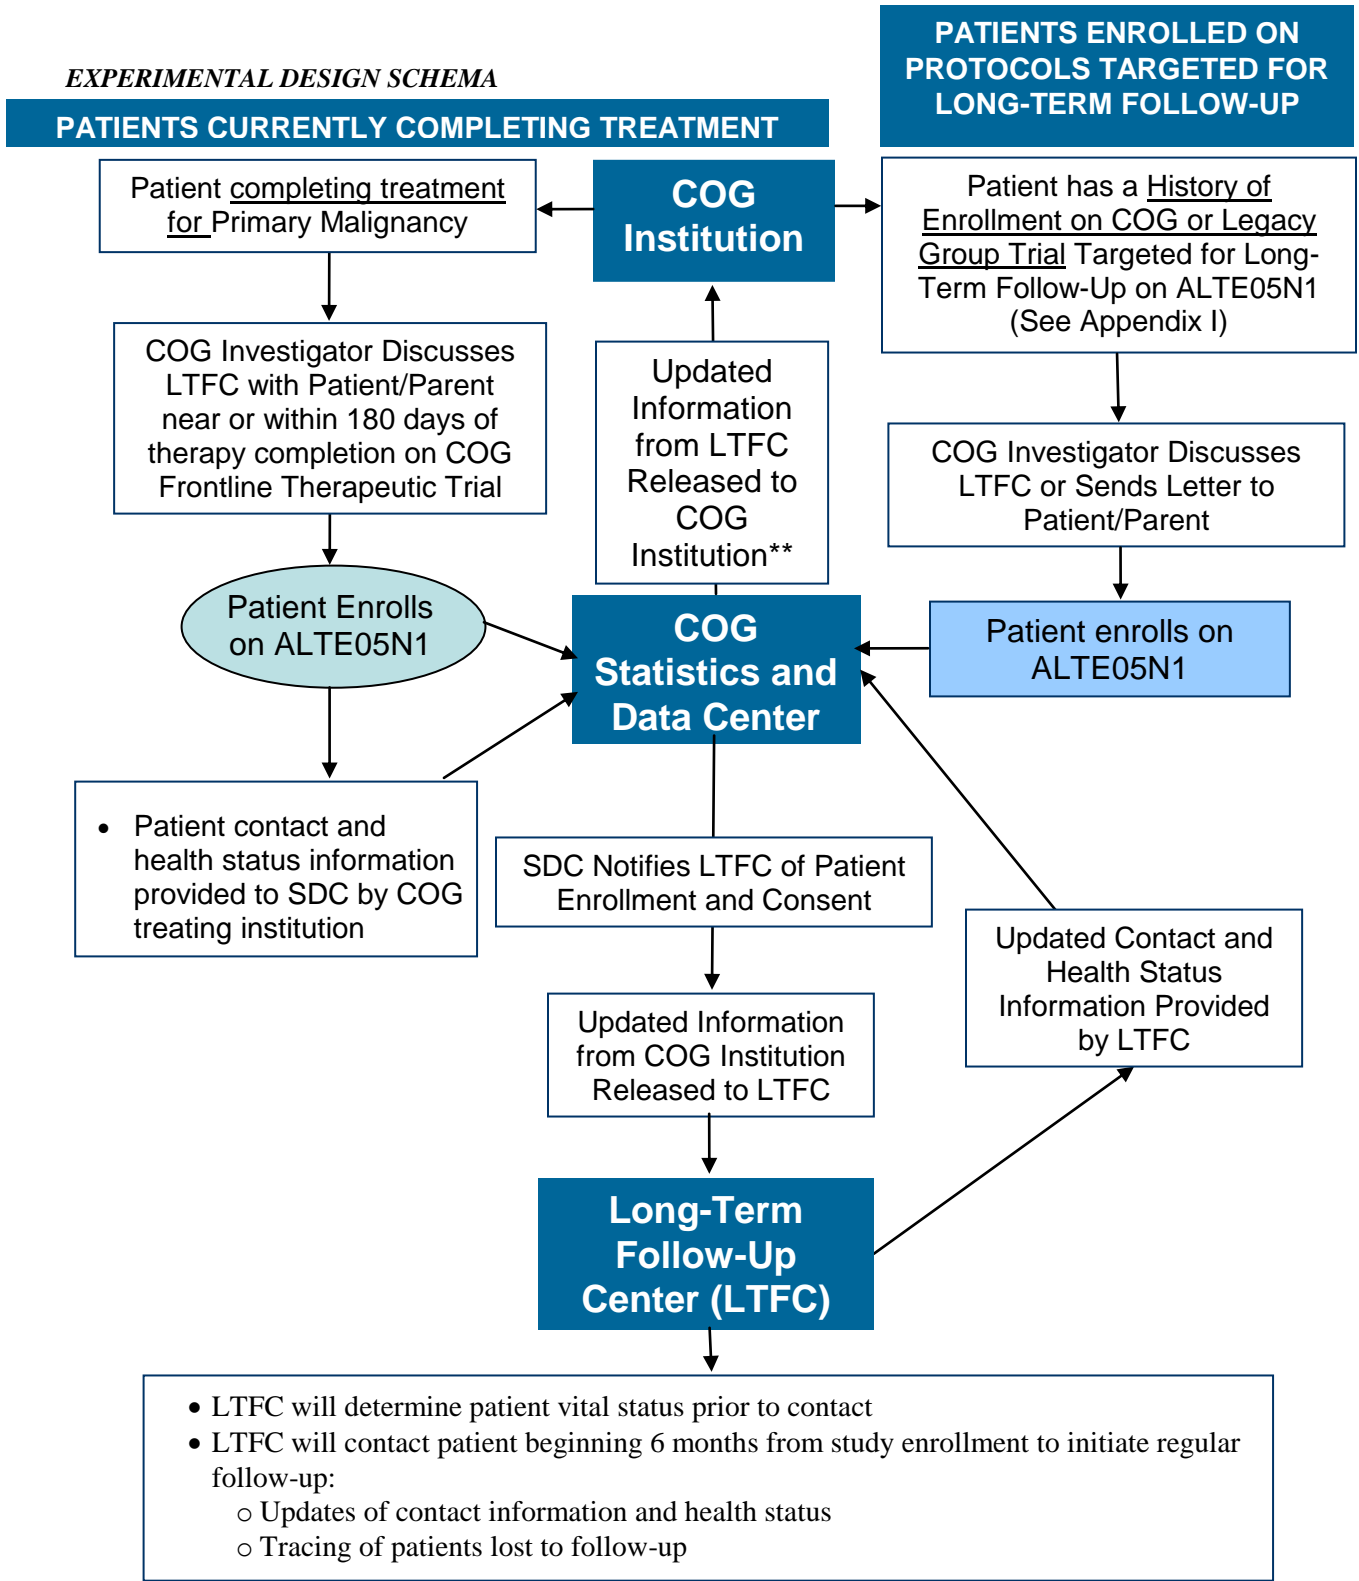 EXPERIMENTAL DESIGN SCHEMA
PATIENTS CURRENTLY COMPLETING TREATMENT
PATIENTS ENROLLED ON
PROTOCOLS TARGETED FOR
LONG-TERM FOLLOW-UP
Patient completing treatment
for Primary Malignancy
COG
Institution
Patient has a History of
Enrollment on COG or Legacy
Group Trial Targeted for Long-
Term Follow-Up on ALTE05N1
(See Appendix I)
COG Investigator Discusses
LTFC with Patient/Parent
near or within 180 days of
therapy completion on COG
Frontline Therapeutic Trial
Updated
Information
from LTFC
Released to
COG
Institution**
COG Investigator Discusses
LTFC or Sends Letter to
Patient/Parent
Patient Enrolls
on ALTE05N1
COG
Statistics and
Data Center
Patient enrolls on
ALTE05N1
• Patient contact and
health status information
provided to SDC by COG
treating institution
SDC Notifies LTFC of Patient
Enrollment and Consent
Updated Contact and
Health Status
Information Provided
by LTFC
Updated Information
from COG Institution
Released to LTFC
Long-Term
Follow-Up
Center (LTFC)
• LTFC will determine patient vital status prior to contact
• LTFC will contact patient beginning 6 months from study enrollment to initiate regular
follow-up:
o Updates of contact information and health status
o Tracing of patients lost to follow-up